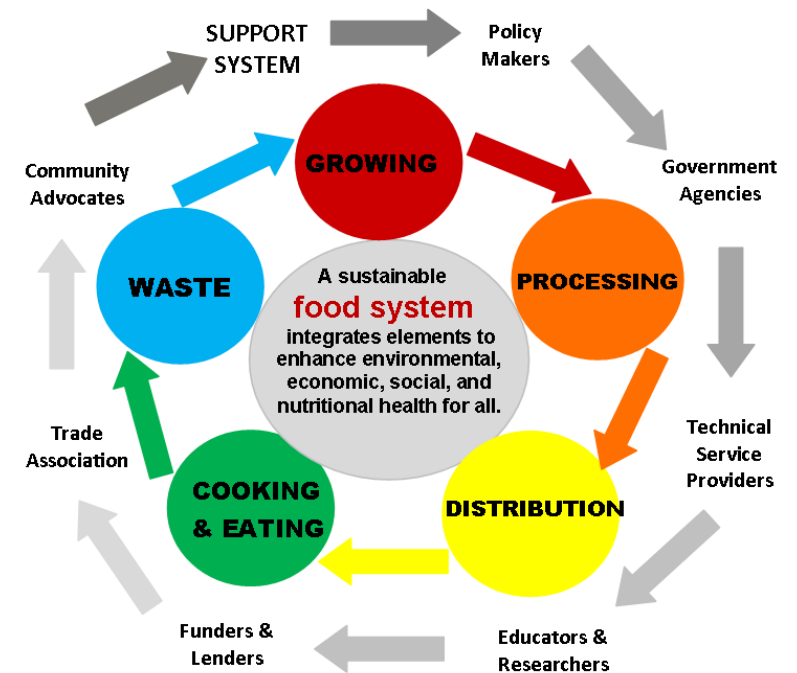 SUPPORT
SYSTEM
Policy
Makers
Government
Agencies
Technical
Service
Providers
Educators &
Researchers
Funders &
Lenders
Trade
Association
Community
Advocates
GROWING
PROCESSING
DISTRIBUTION
COOKING
& EATING
WASTE
A sustainable
food system
integrates elements to
enhance environmental,
economic, social, and
nutritional health for all.